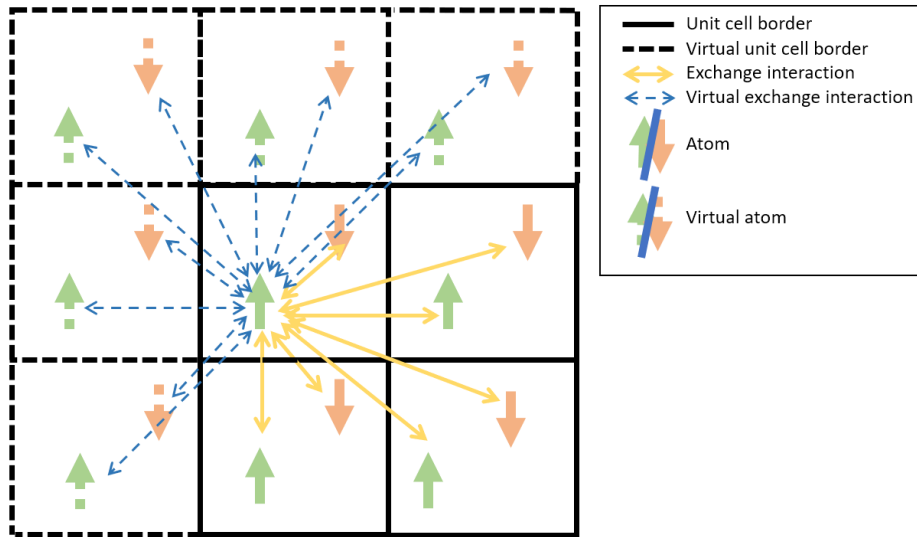 Unit cell border
Virtual unit cell border
Exchange interaction
Virtual exchange interaction
Atom
Virtual atom